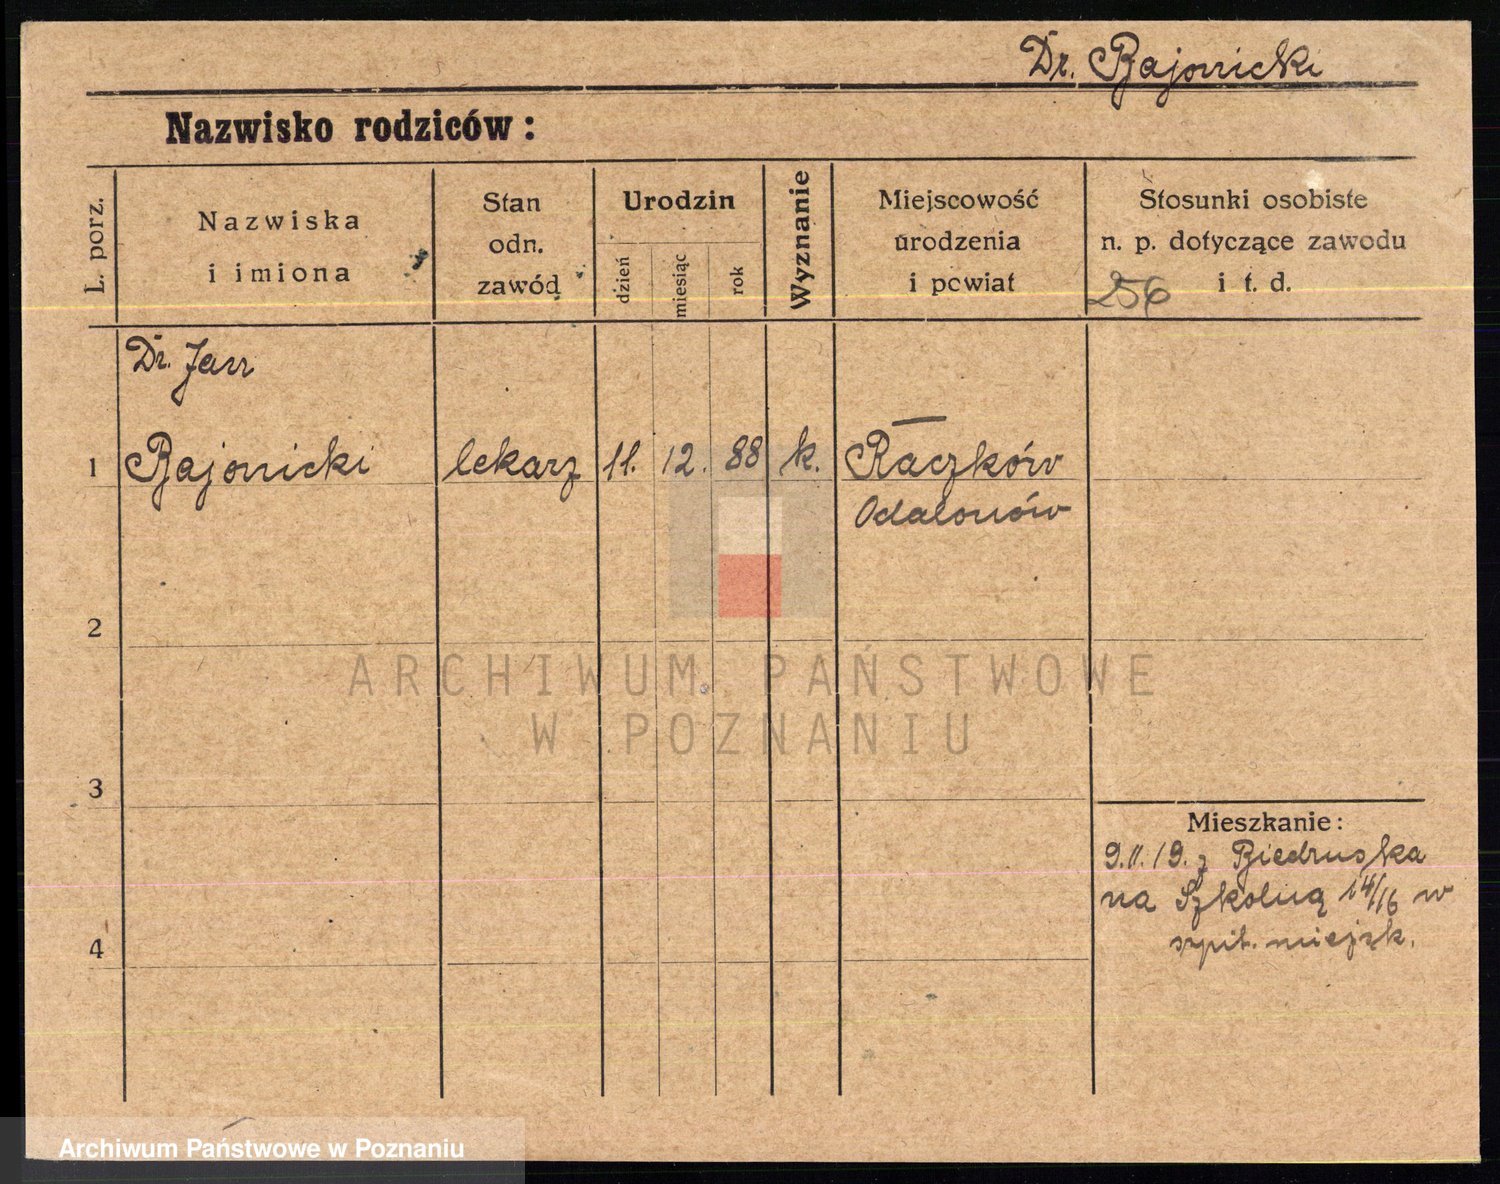 Dr. Bajonicki
Nazwisko rodziców:
L. porz.
Nazwiska
i imiona
Stan
odn.
zawód
Urodzin
dzień
miesiąc
rok
Wyznanie
Miejscowość
urodzenia
i powiat
Stosunki osobiste
n. p. dotyczące zawodu
i t. d.
256
Dr. Jan
1 Bajonicki lekarz 11. 12. 88 k. Raczków
Odalonów
2
3
4
Mieszkanie:
9.11.19. z Biedruska
na Szkolną 14/16 w
szpit. miejsk.
ARCHIWUM PAŃSTWOWE
W POZNANIU
Archiwum Państwowe w Poznaniu